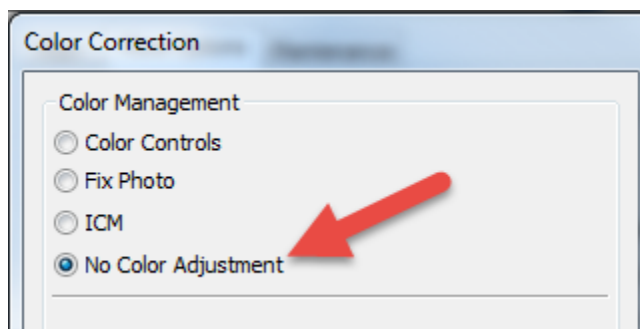 Color Correction
Color Management
Color Controls
Fix Photo
ICM
No Color Adjustment